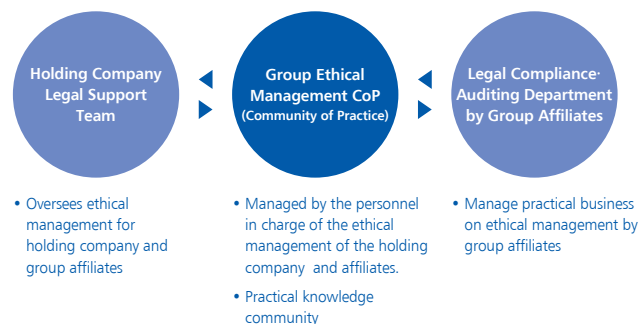 Holding Company
Legal Support
Team
Group Ethical
Management CoP
(Community of Practice)
Legal Compliance·
Auditing Department
by Group Affiliates
• Oversees ethical
management for
holding company and
group affiliates
• Managed by the personnel
in charge of the ethical
management of the holding
company and affiliates.
• Practical knowledge
community
• Manage practical business
on ethical management by
group affiliates